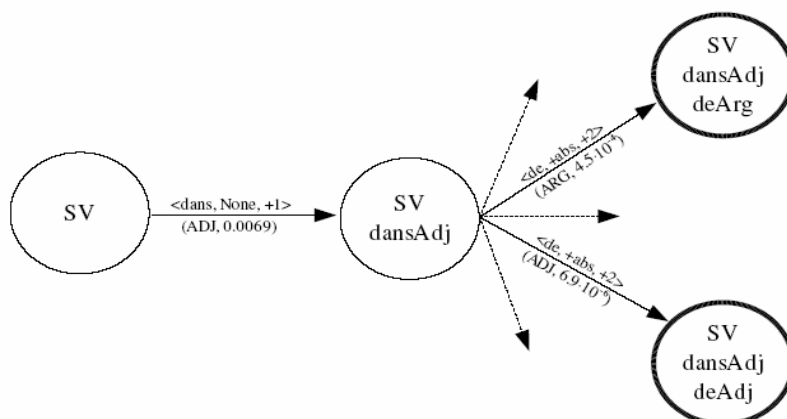 SV
dansAdj
deArg
<de, +abs, +2>
(ARG, 4.5·10⁻⁴)
SV
<dans, None, +1>
(ADJ, 0.0069)
SV
dansAdj
<de, +abs, +2>
(ADJ, 6.9·10⁻⁶)
SV
dansAdj
deAdj